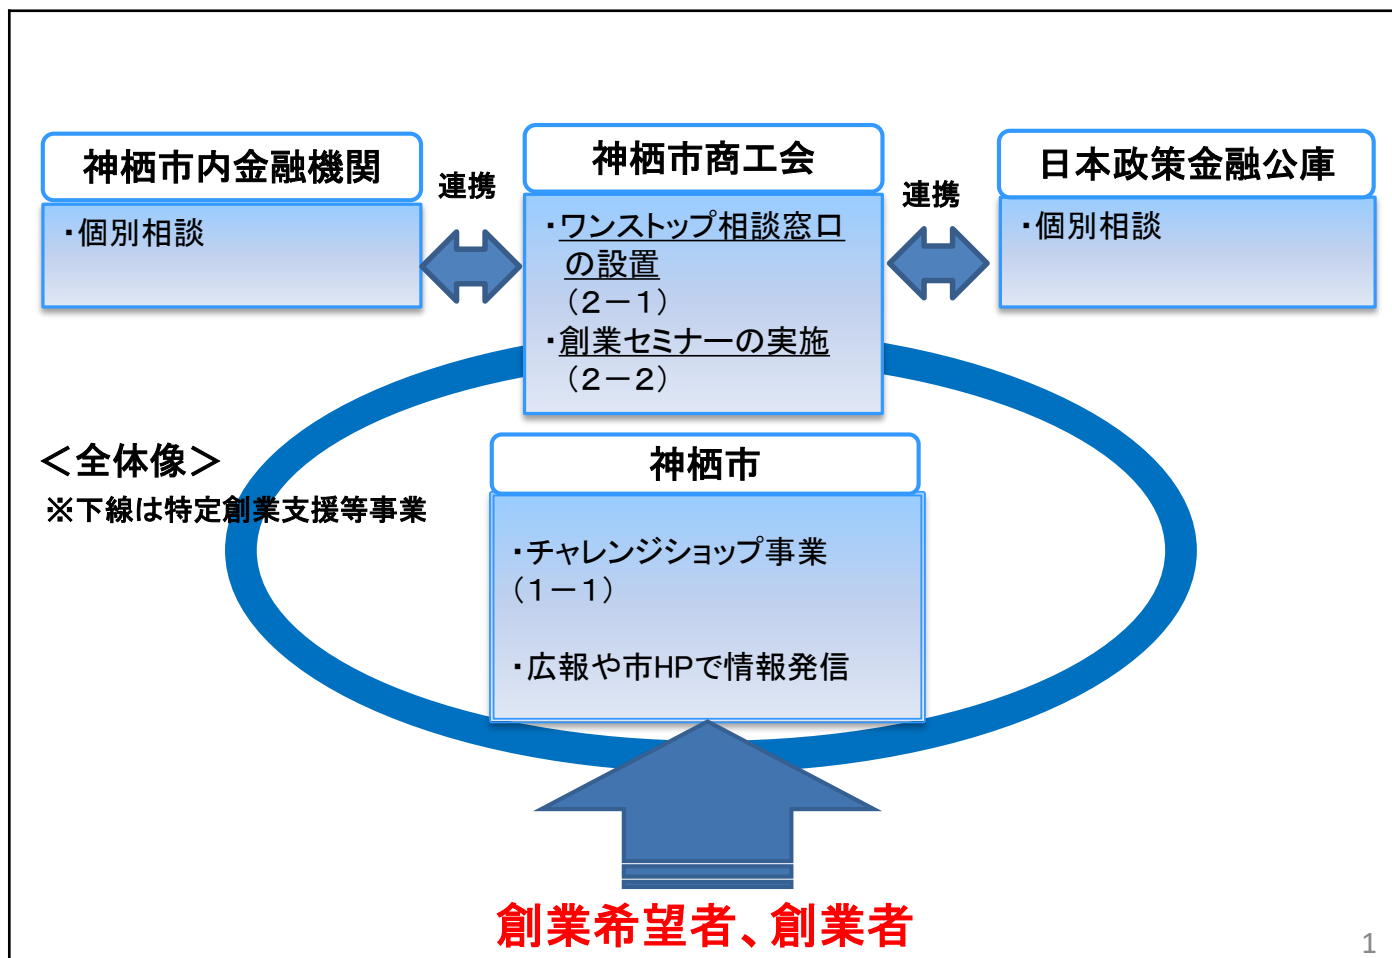 神栖市内金融機関
・個別相談
連携
神栖市商工会
・ワンストップ相談窓口
の設置
（２－１）
・創業セミナーの実施
（２－２）
連携
日本政策金融公庫
・個別相談
＜全体像＞
※下線は特定創業支援等事業
神栖市
・チャレンジショップ事業
（１－１）
・広報や市HPで情報発信
創業希望者、創業者
1